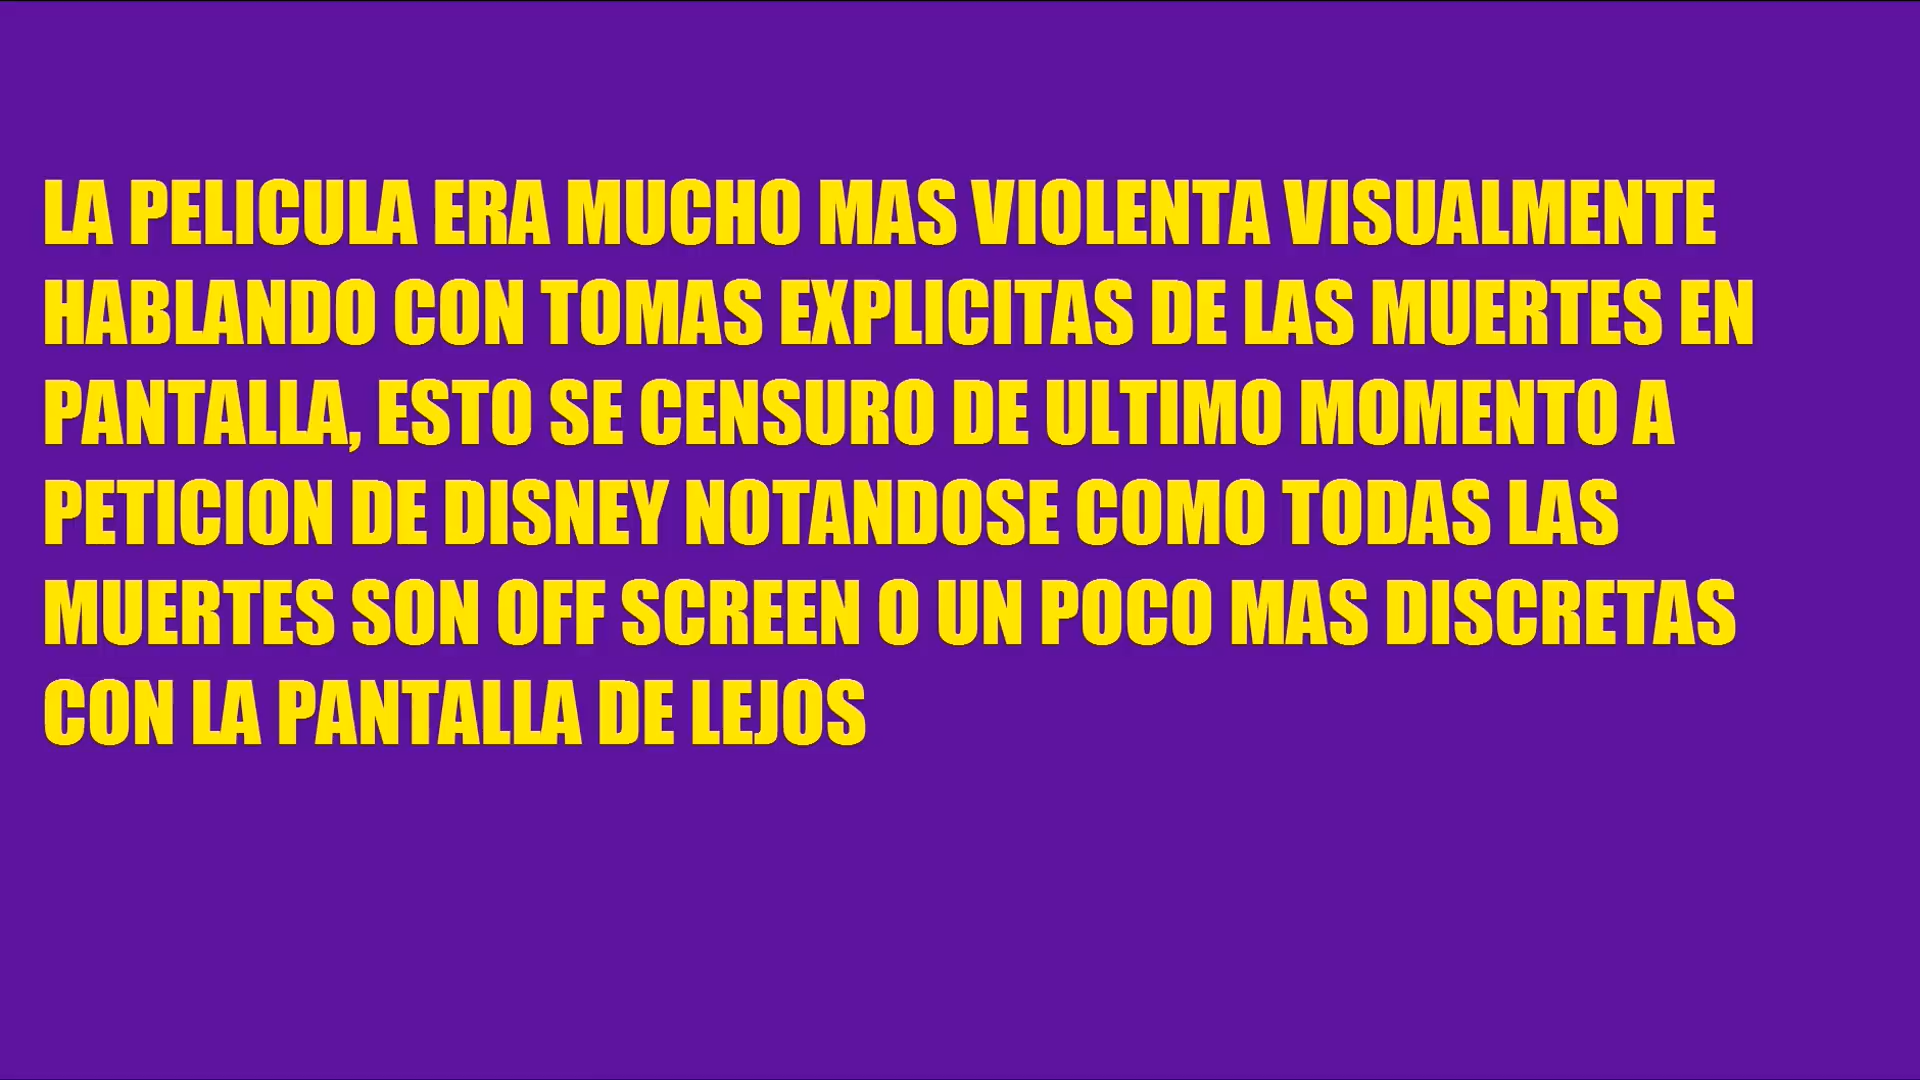 LA PELICULA ERA MUCHO MAS VIOLENTA VISUALMENTE
HABLANDO CON TOMAS EXPLICITAS DE LAS MUERTES EN
PANTALLA, ESTO SE CENSURO DE ULTIMO MOMENTO A
PETICION DE DISNEY NOTANDOSE COMO TODAS LAS
MUERTES SON OFF SCREEN O UN POCO MAS DISCRETAS
CON LA PANTALLA DE LEJOS